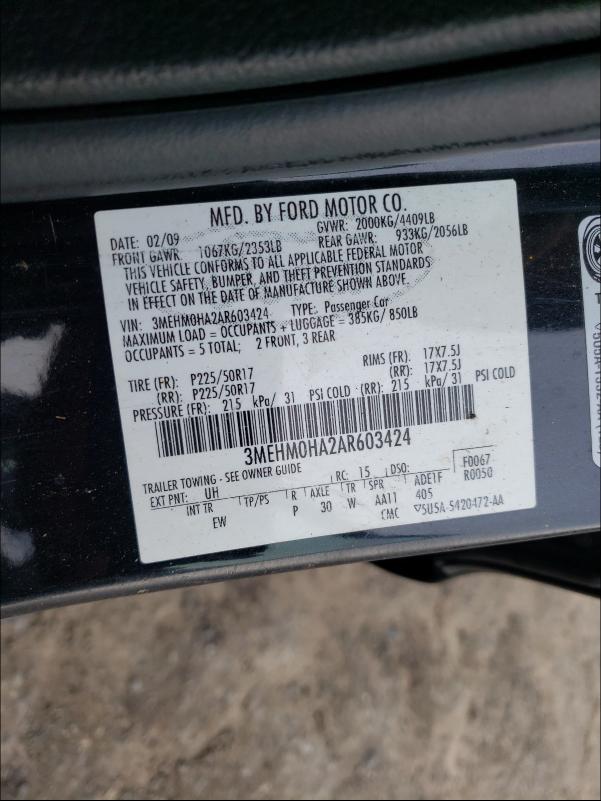 MFD. BY FORD MOTOR CO.
DATE: 02/09 GVWR: 2000KG/4409LB
FRONT GAWR: 1067KG/2353LB REAR GAWR: 933KG/2056LB
THIS VEHICLE CONFORMS TO ALL APPLICABLE FEDERAL MOTOR
VEHICLE SAFETY, BUMPER, AND THEFT PREVENTION STANDARDS
IN EFFECT ON THE DATE OF MANUFACTURE SHOWN ABOVE.
VIN: 3MEHM0HA2AR603424 TYPE: Passenger Car
MAXIMUM LOAD = OCCUPANTS + LUGGAGE = 385KG/ 850LB
OCCUPANTS = 5 TOTAL; 2 FRONT, 3 REAR
TIRE (FR): P225/50R17 RIMS (FR): 17X7.5J
(RR): P225/50R17 (RR): 17X7.5J
PRESSURE (FR): 215 kPa/ 31 PSI COLD (RR): 215 kPa/ 31 PSI COLD
3MEHM0HA2AR603424
TRAILER TOWING - SEE OWNER GUIDE
EXT PNT: UH RC: 15 DSO: F0067
INT TR TP/PS R AXLE TR SPR ADE1F R0050
EW P 30 W AA11 405
CMC 5U5A-5420472-AA